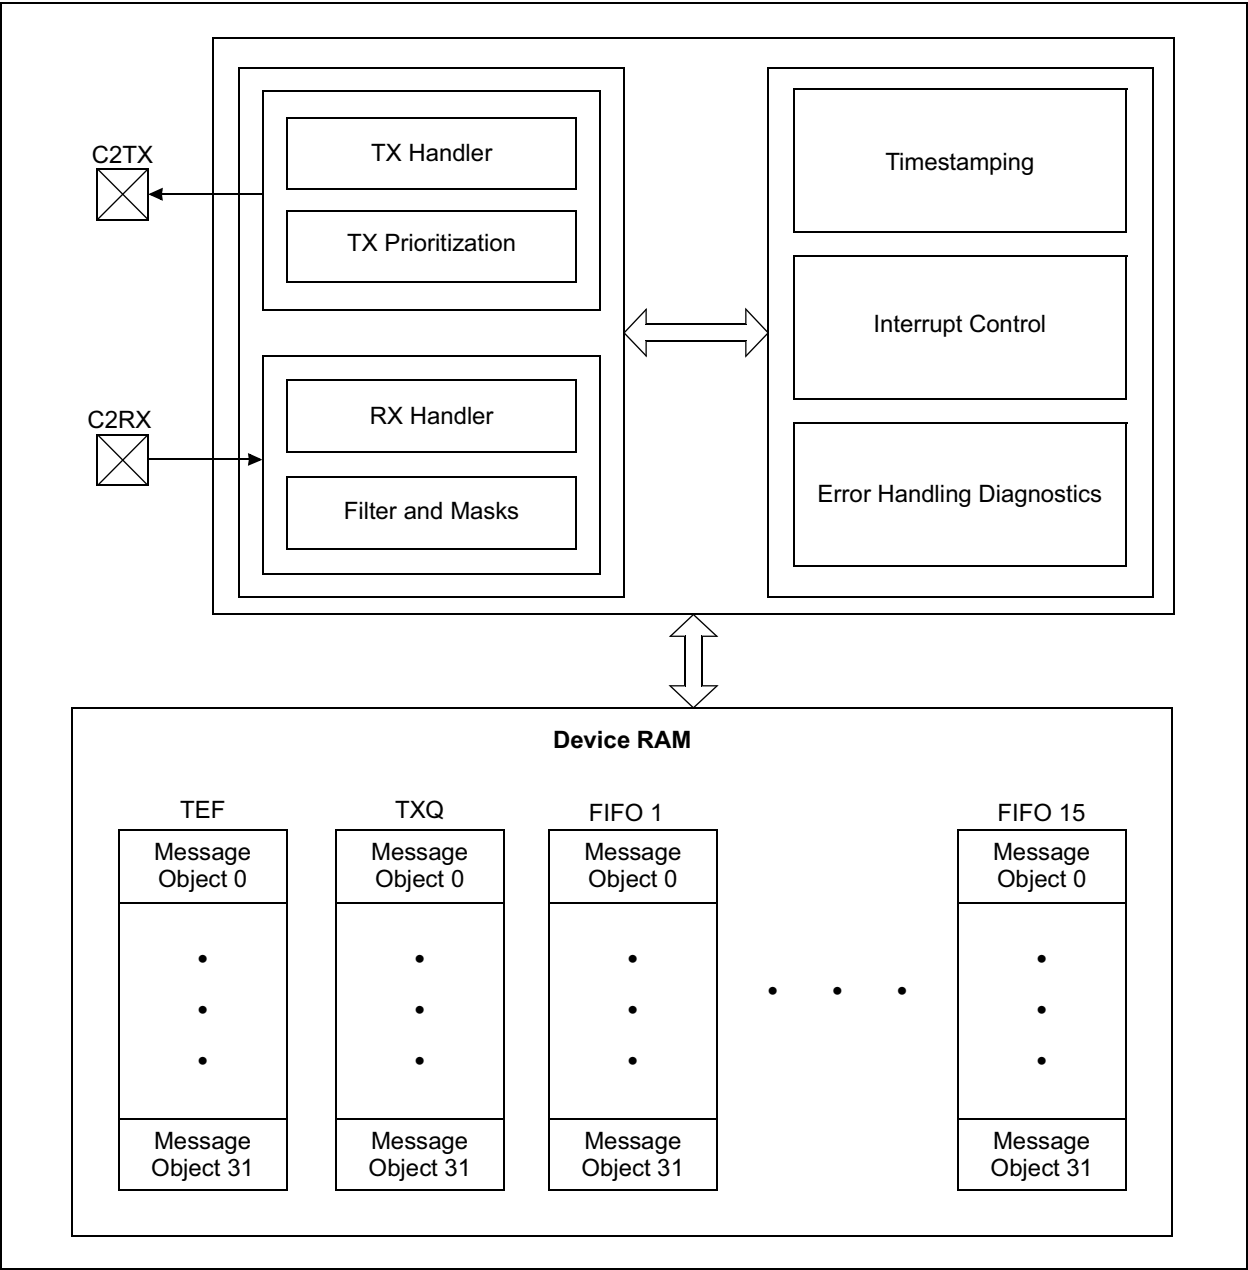 C2TX
TX Handler
TX Prioritization
C2RX
RX Handler
Filter and Masks
Timestamping
Interrupt Control
Error Handling Diagnostics
Device RAM
TEF
Message
Object 0
Message
Object 31
TXQ
Message
Object 0
Message
Object 31
FIFO 1
Message
Object 0
Message
Object 31
FIFO 15
Message
Object 0
Message
Object 31